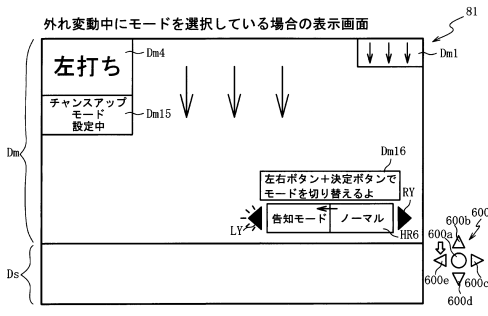 外れ変動中にモードを選択している場合の表示画面
81
左打ち
Dm4
Dm1
チャンスアップ
モード
設定中
Dm15
Dm
Dm16
左右ボタン＋決定ボタンで
モードを切り替えるよ
RY
告知モード
ノーマル
LY
HR6
600
600a
600b
600e
600c
600d
Ds